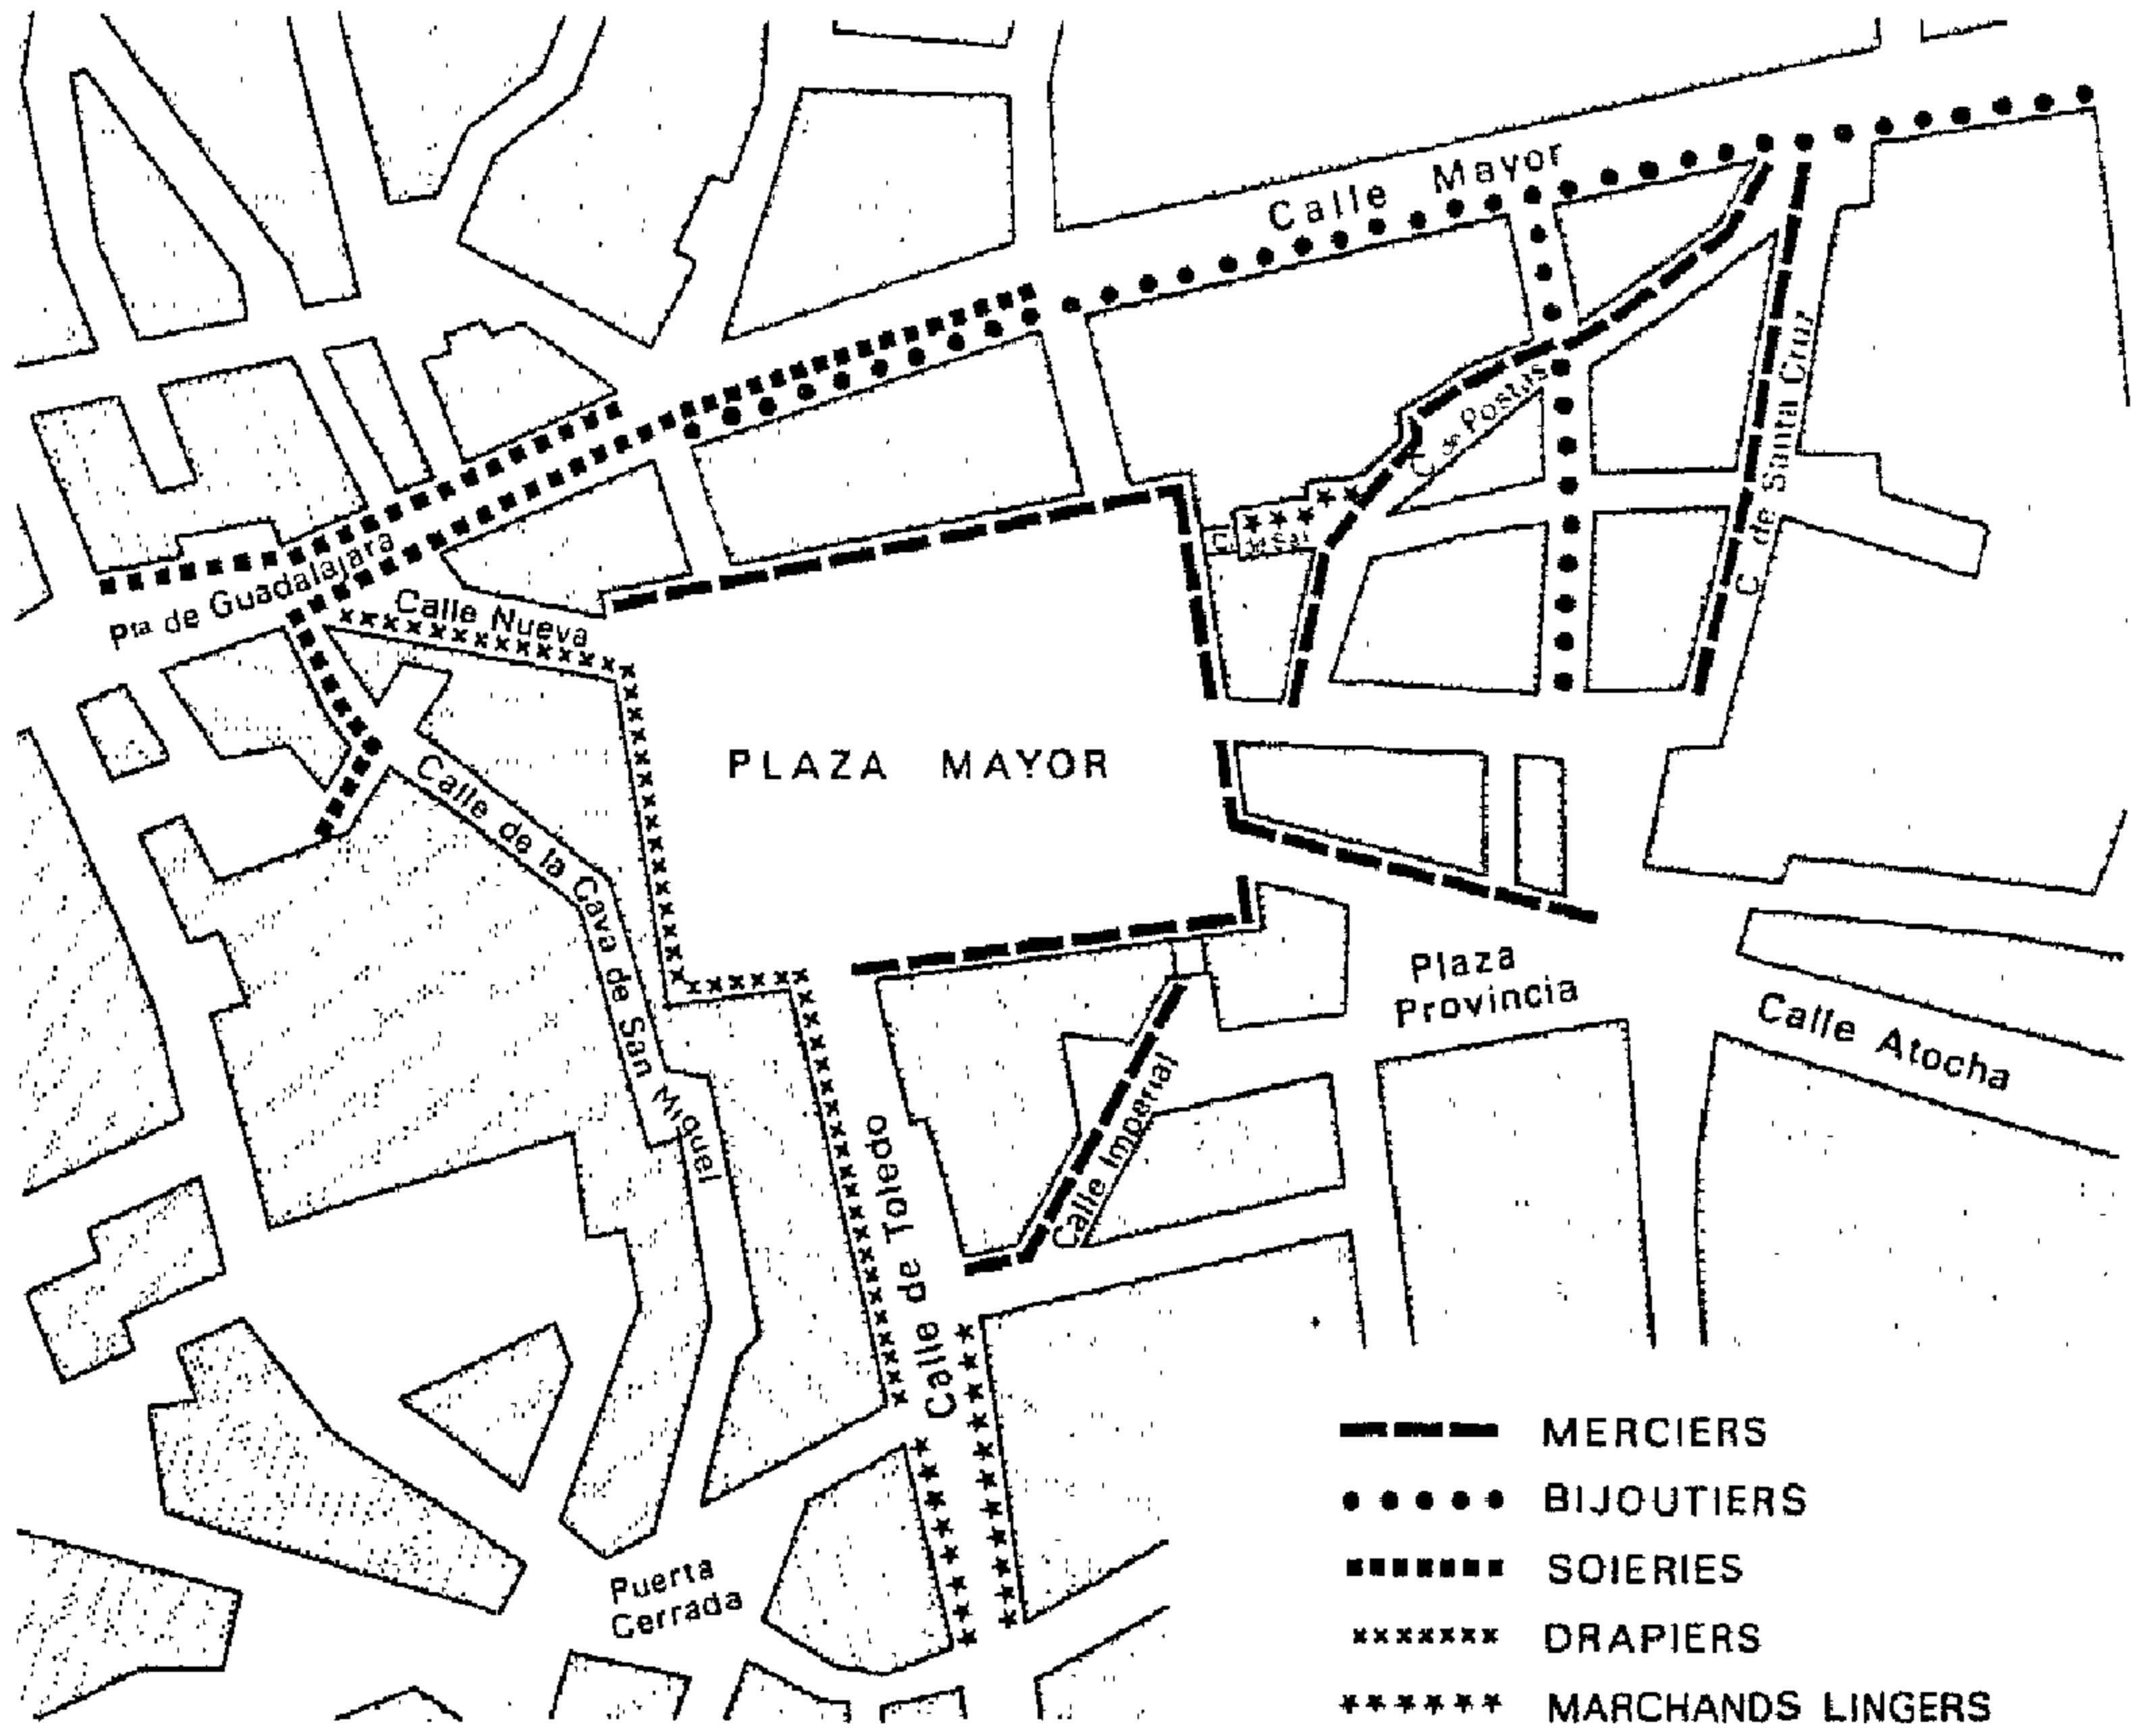 Calle Mayor
C. de Postas
C. de Santa Cruz
Pta de Guadalajara
Calle Nueva
PLAZA MAYOR
Calle de la Cava de San Miguel
Plaza
Provincia
Calle Atocha
Calle Imperial
Calle de Toledo
Puerta
Cerrada
MERCIERS
BIJOUTIERS
SOIERIES
DRAPIERS
MARCHANDS LINGERS